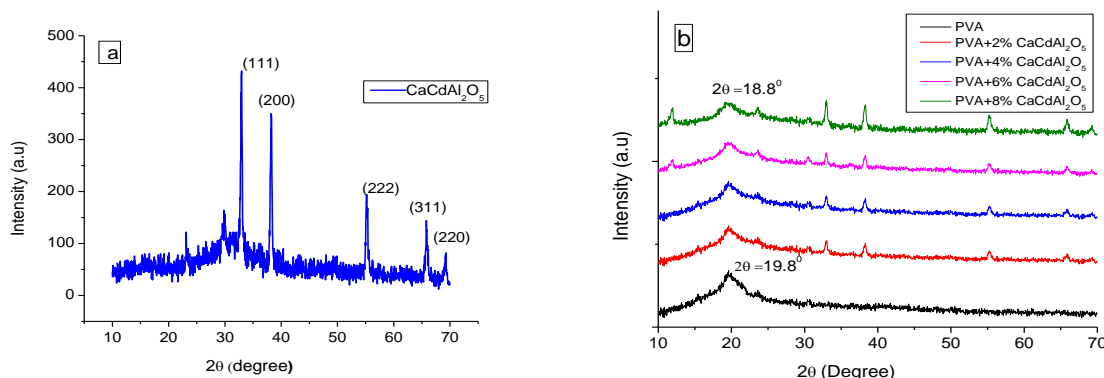 a
CaCdAl₂O₅
(111)
(200)
(222)
(311)
(220)
500
400
300
200
100
0
-50
Intensity (a.u)
0 10 20 30 40 50 60 70
2θ (degree)
b
PVA
PVA+2% CaCdAl₂O₅
PVA+4% CaCdAl₂O₅
PVA+6% CaCdAl₂O₅
PVA+8% CaCdAl₂O₅
2θ =18.8⁰
2θ =19.8⁰
Intensity (a.u)
10 20 30 40 50 60 70
2θ (Degree)